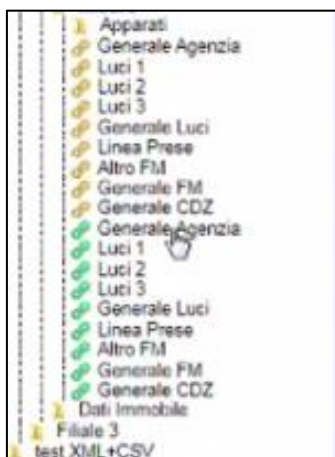 Apparati
Generale Agenzia
Luci 1
Luci 2
Luci 3
Generale Luci
Linea Prese
Altro FM
Generale FM
Generale CDZ
Generale Agenzia
Luci 1
Luci 2
Luci 3
Generale Luci
Linea Prese
Altro FM
Generale FM
Generale CDZ
Dati Immobile
Filiale 3
test XML+CSV